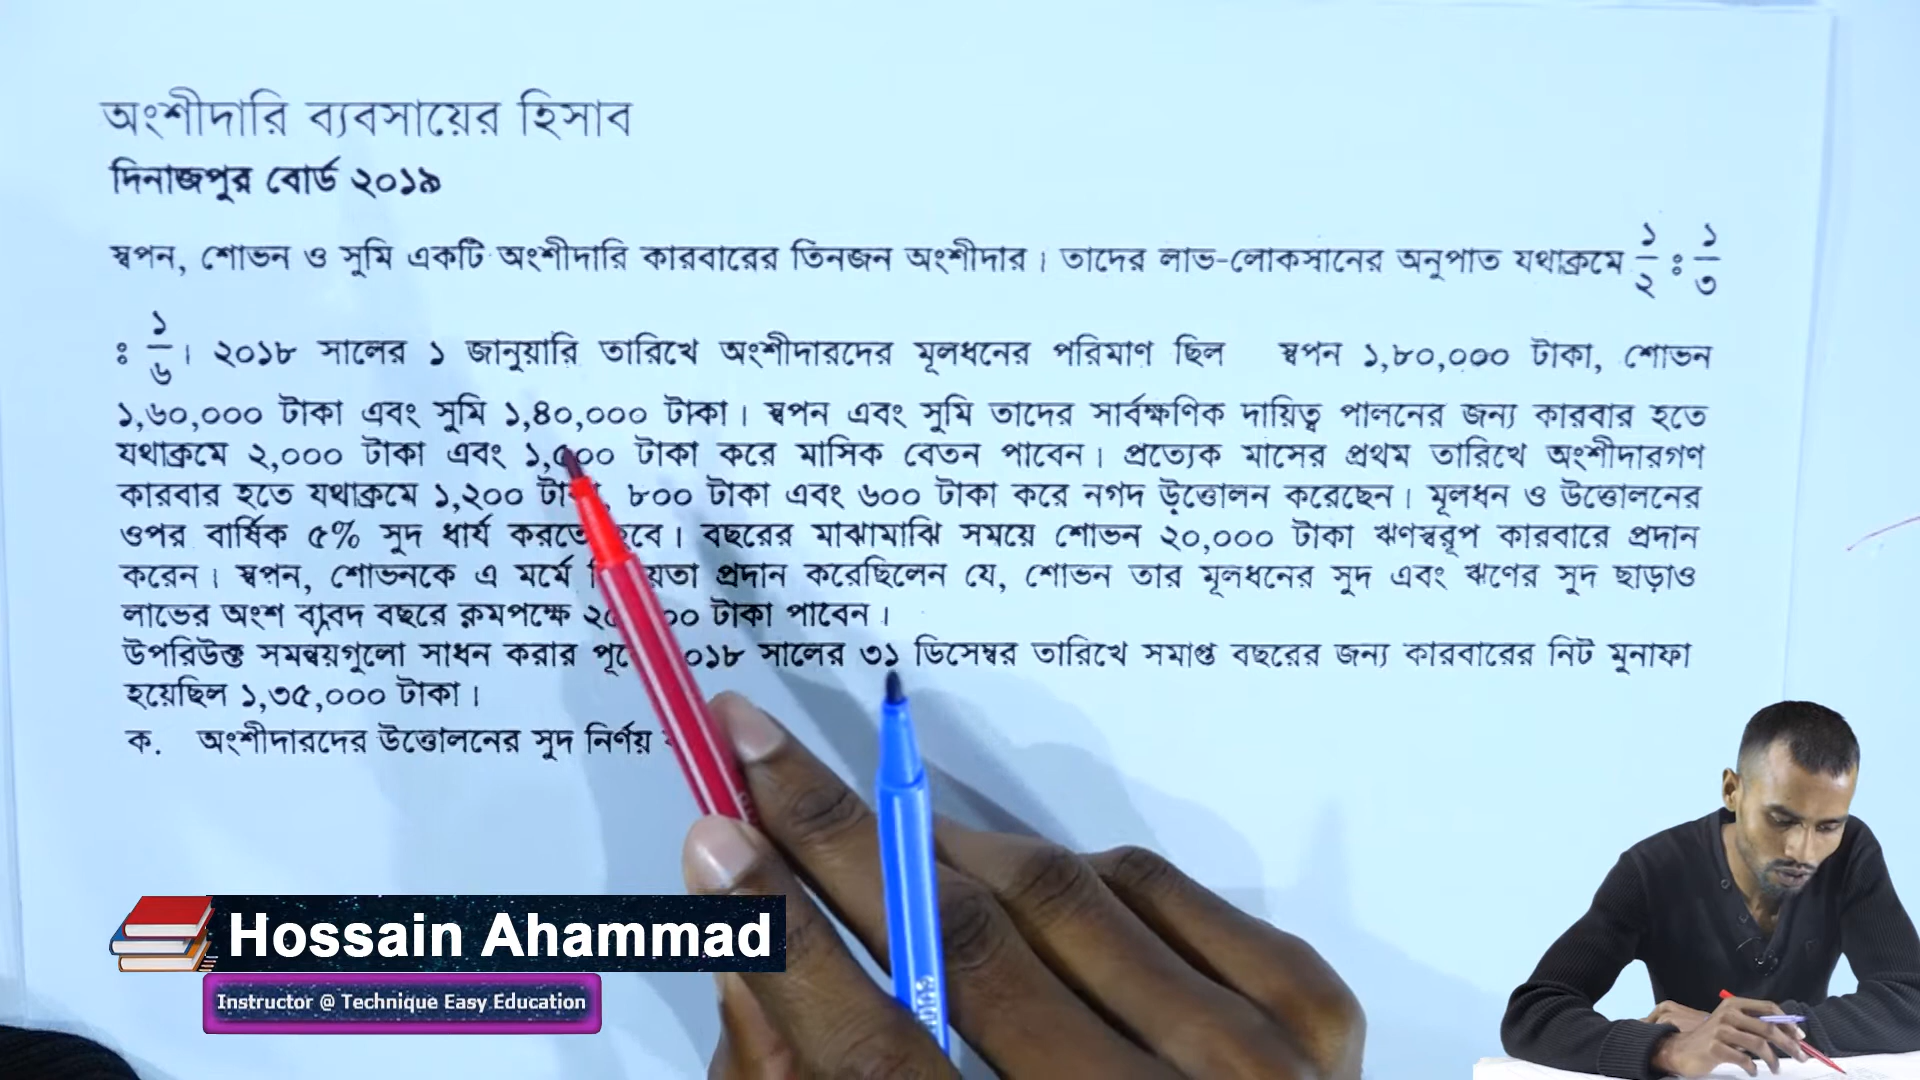 অংশীদারি ব্যবসায়ের হিসাব
দিনাজপুর বোর্ড ২০১৯
স্বপন, শোভন ও সুমি একটি অংশীদারি কারবারের তিনজন অংশীদার। তাদের লাভ-লোকসানের অনুপাত যথাক্রমে ১/২ ঃ ১/৩
ঃ ১/৬। ২০১৮ সালের ১ জানুয়ারি তারিখে অংশীদারদের মূলধনের পরিমাণ ছিল স্বপন ১,৮০,০০০ টাকা, শোভন
১,৬০,০০০ টাকা এবং সুমি ১,৪০,০০০ টাকা। স্বপন এবং সুমি তাদের সার্বক্ষণিক দায়িত্ব পালনের জন্য কারবার হতে
যথাক্রমে ২,০০০ টাকা এবং ১,৫০০ টাকা করে মাসিক বেতন পাবেন। প্রত্যেক মাসের প্রথম তারিখে অংশীদারগণ
কারবার হতে যথাক্রমে ১,২০০ টাকা, ৮০০ টাকা এবং ৬০০ টাকা করে নগদ উত্তোলন করেছেন। মূলধন ও উত্তোলনের
ওপর বার্ষিক ৫% সুদ ধার্য করতে হবে। বছরের মাঝামাঝি সময়ে শোভন ২০,০০০ টাকা ঋণস্বরূপ কারবারে প্রদান
করেন। স্বপন, শোভনকে এ মর্মে প্রদান করেছিলেন যে, শোভন তার মূলধনের সুদ এবং ঋণের সুদ ছাড়াও
লাভের অংশ বাবদ বছরে কমপক্ষে টাকা পাবেন।
উপরিউক্ত সমন্বয়গুলো সাধন করার পূর্বে ২০১৮ সালের ৩১ ডিসেম্বর তারিখে সমাপ্ত বছরের জন্য কারবারের নিট মুনাফা
হয়েছিল ১,৩৫,০০০ টাকা।
ক. অংশীদারদের উত্তোলনের সুদ নির্ণয়
Hossain Ahammad
Instructor @ Technique Easy Education